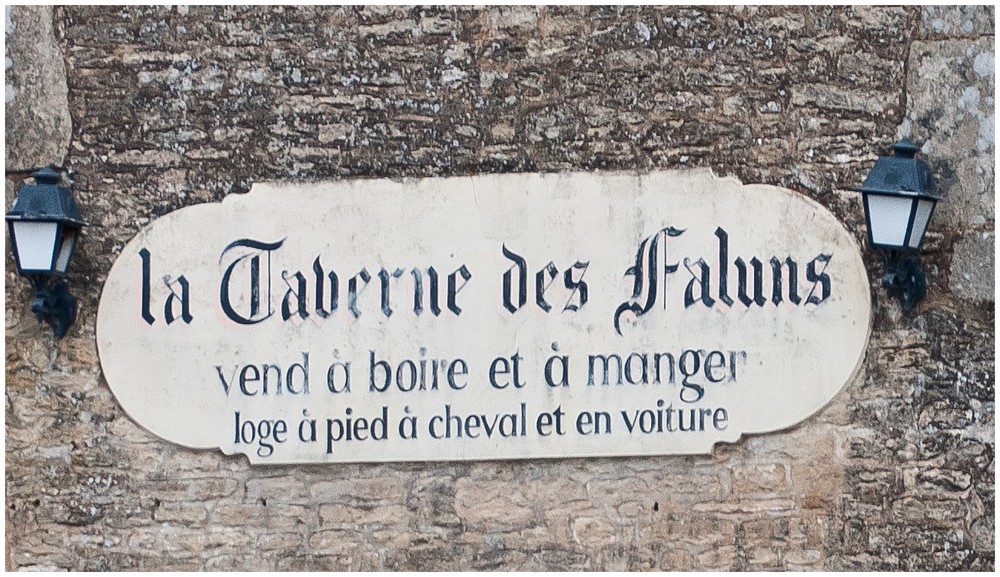 la Taverne des Faluns
vend à boire et à manger
loge à pied à cheval et en voiture